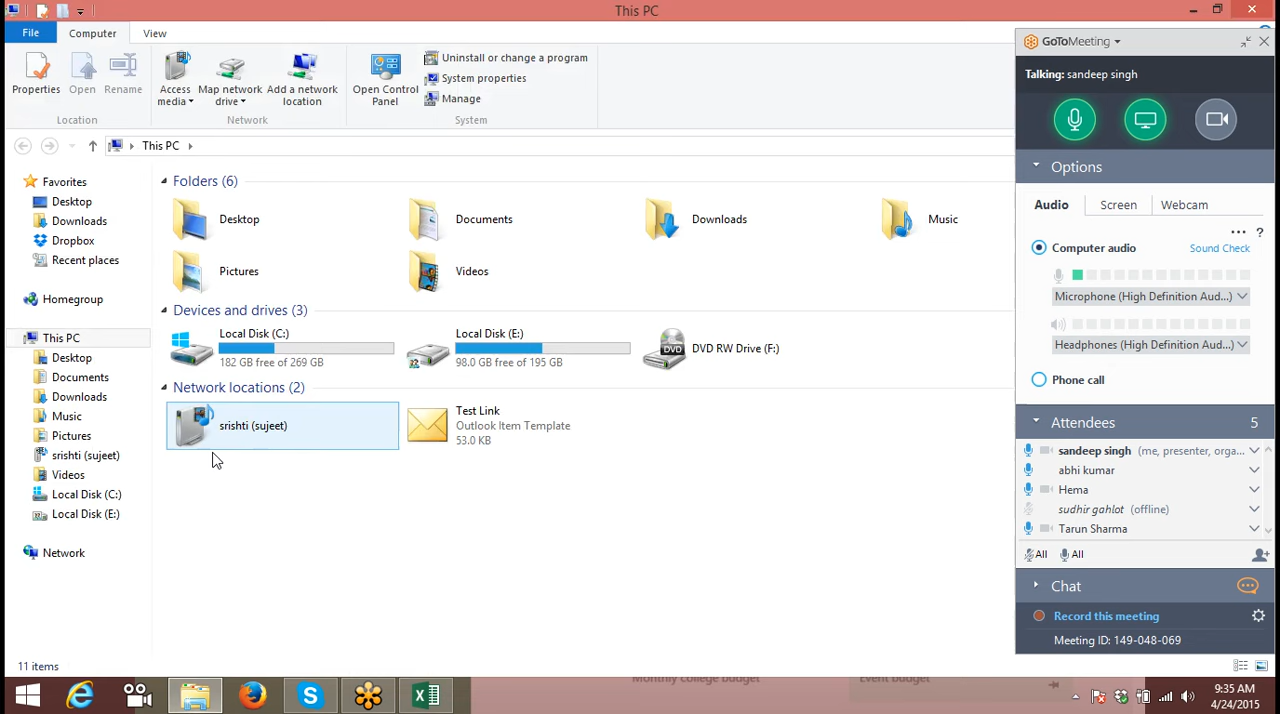 This PC
File
Computer
View
Properties
Open
Rename
Access media
Map network drive
Add a network location
Open Control Panel
Uninstall or change a program
System properties
Manage
Location
Network
System
This PC
Favorites
Desktop
Downloads
Dropbox
Recent places
Homegroup
This PC
Desktop
Documents
Downloads
Music
Pictures
srishti (sujeet)
Videos
Local Disk (C:)
Local Disk (E:)
Network
Folders (6)
Desktop
Documents
Downloads
Music
Pictures
Videos
Devices and drives (3)
Local Disk (C:)
182 GB free of 269 GB
Local Disk (E:)
98.0 GB free of 195 GB
DVD
DVD RW Drive (F:)
Network locations (2)
srishti (sujeet)
Test Link
Outlook Item Template
53.0 KB
11 items
GoToMeeting
Talking: sandeep singh
Options
Audio
Screen
Webcam
... ?
Computer audio
Sound Check
Microphone (High Definition Aud...)
Headphones (High Definition Aud...)
Phone call
Attendees 5
sandeep singh (me, presenter, orga...
abhi kumar
Hema
sudhir gahlot (offline)
Tarun Sharma
All
All
Chat
Record this meeting
Meeting ID: 149-048-069
Monthly college budget
Event budget
9:35 AM
4/24/2015